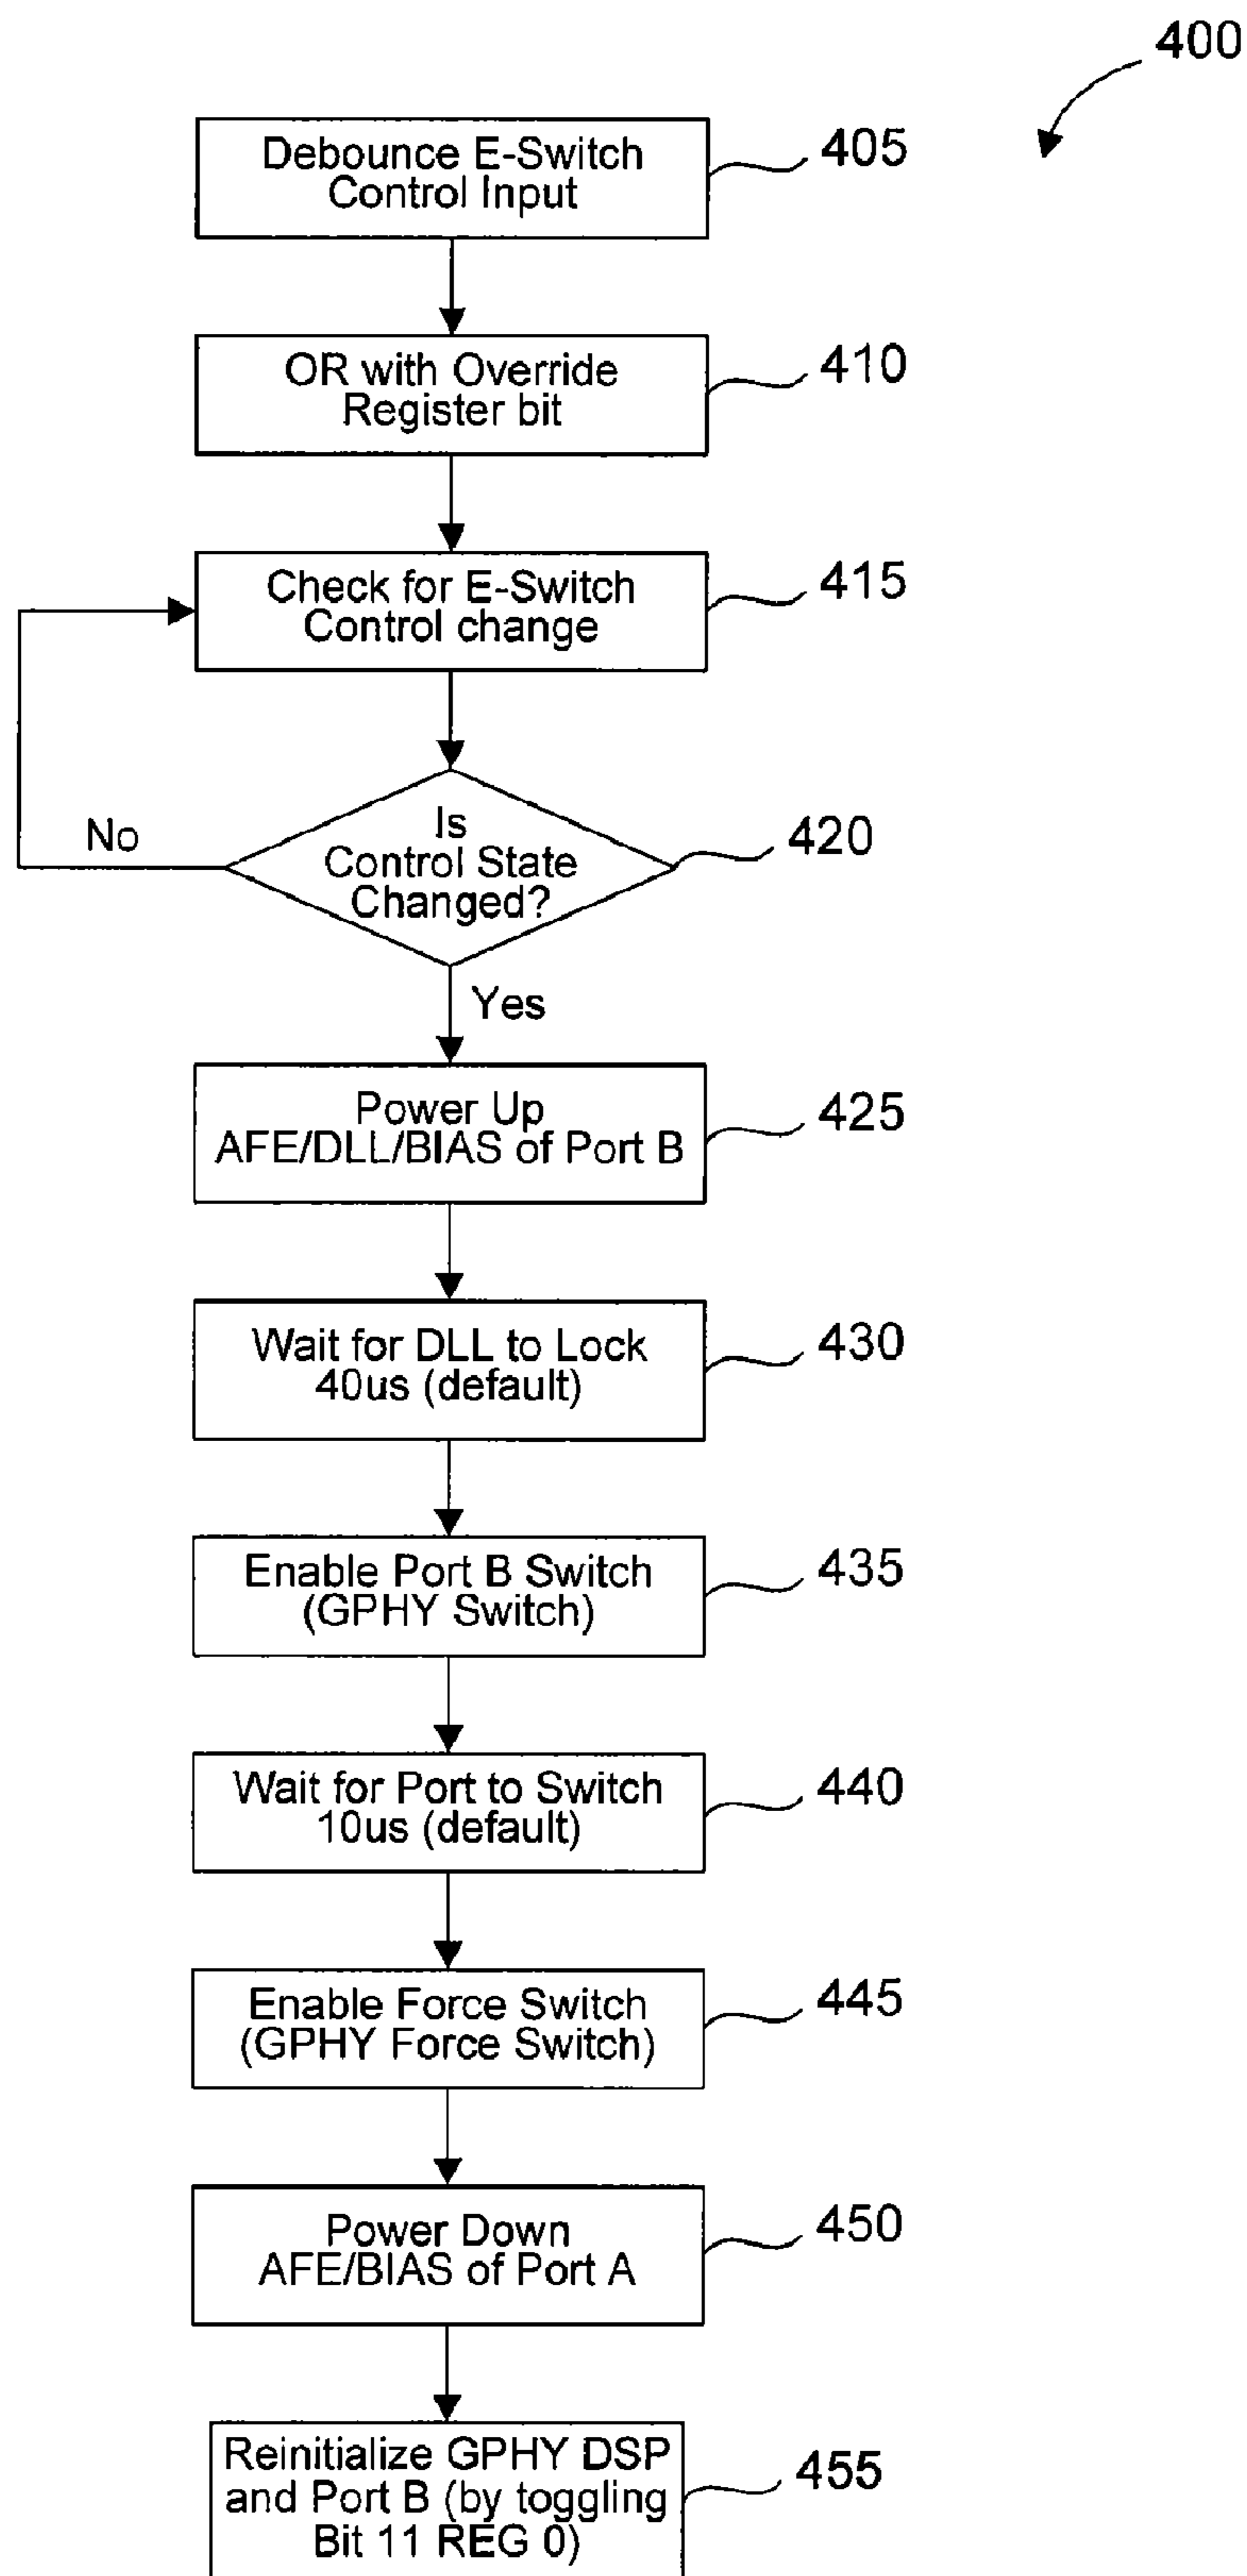 400
Debounce E-Switch
Control Input
405
OR with Override
Register bit
410
Check for E-Switch
Control change
415
Is
Control State
Changed?
420
No
Yes
Power Up
AFE/DLL/BIAS of Port B
425
Wait for DLL to Lock
40us (default)
430
Enable Port B Switch
(GPHY Switch)
435
Wait for Port to Switch
10us (default)
440
Enable Force Switch
(GPHY Force Switch)
445
Power Down
AFE/BIAS of Port A
450
Reinitialize GPHY DSP
and Port B (by toggling
Bit 11 REG 0)
455